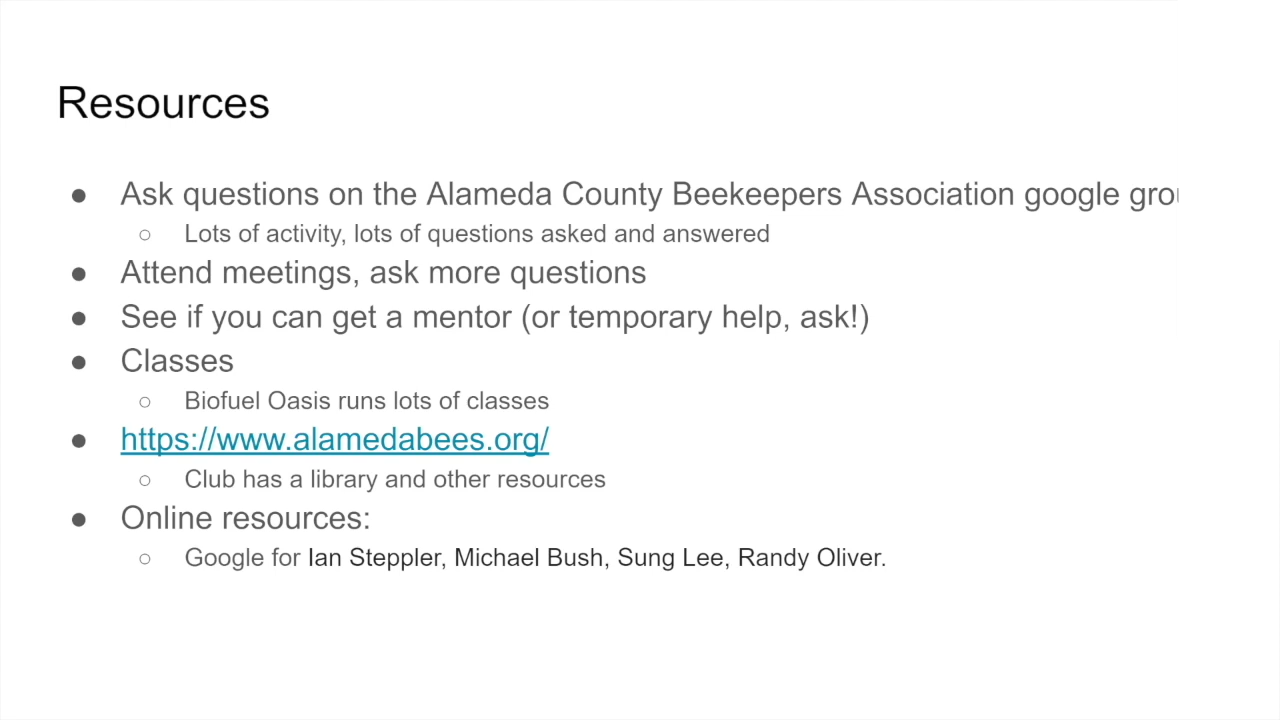 Resources
● Ask questions on the Alameda County Beekeepers Association google
○ Lots of activity, lots of questions asked and answered
● Attend meetings, ask more questions
● See if you can get a mentor (or temporary help, ask!)
● Classes
○ Biofuel Oasis runs lots of classes
● https://www.alamedabees.org/
○ Club has a library and other resources
● Online resources:
○ Google for Ian Steppler, Michael Bush, Sung Lee, Randy Oliver.